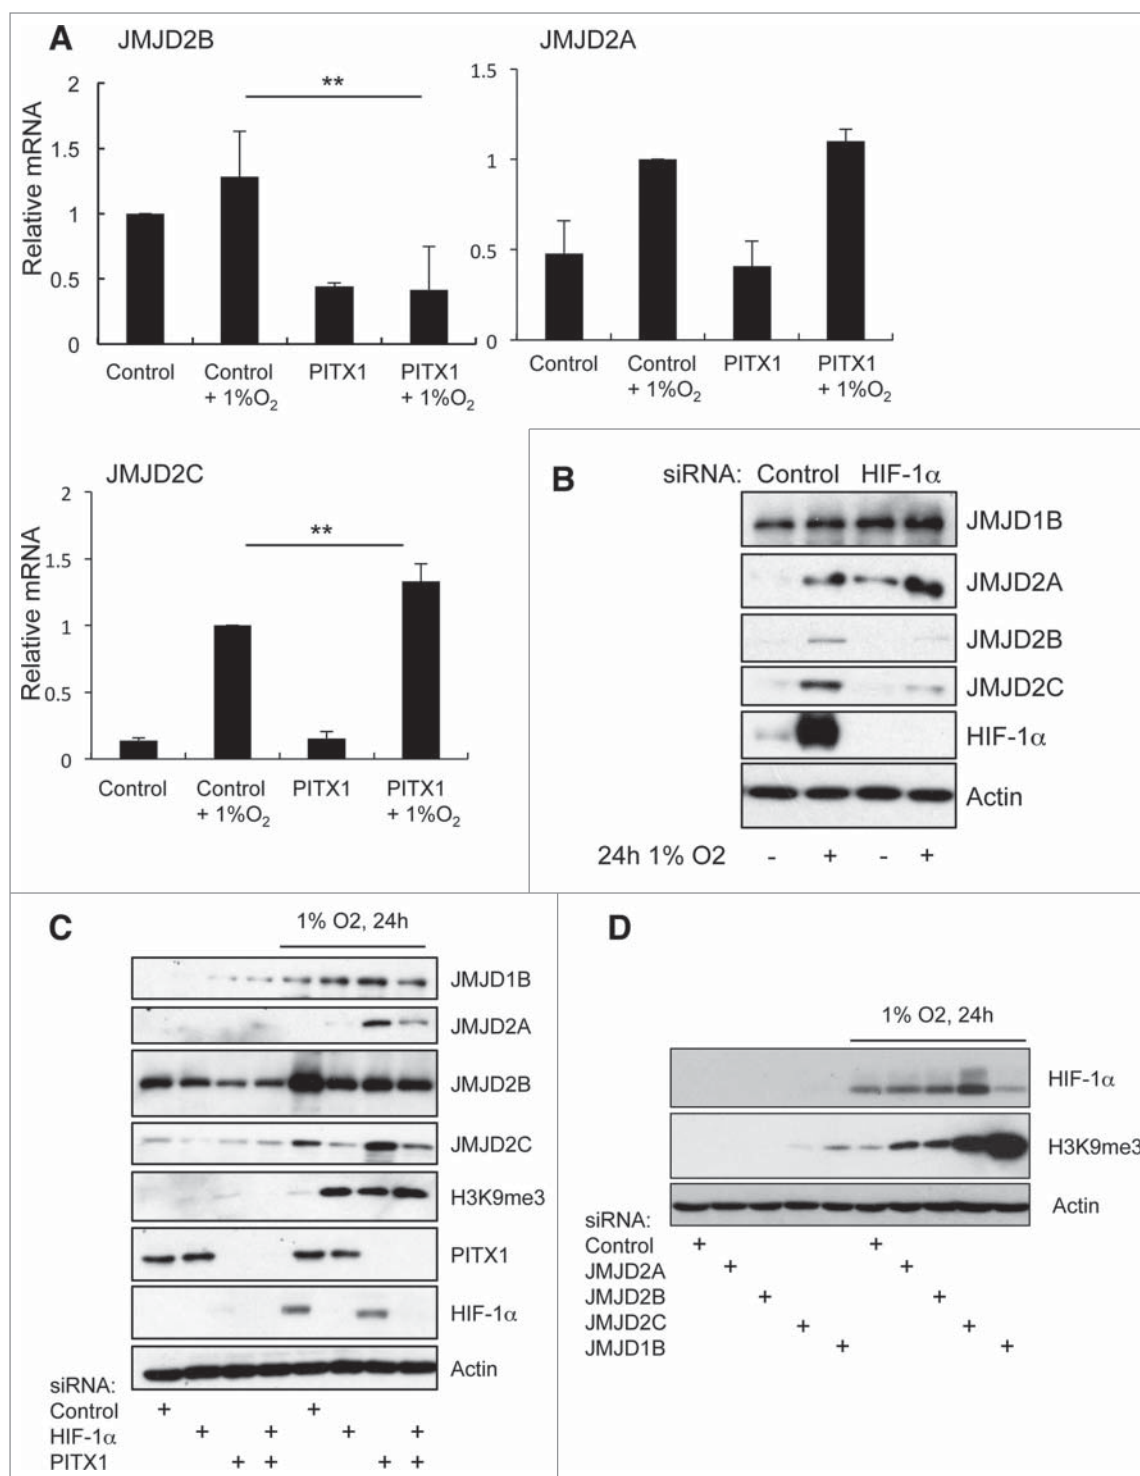 A
JMJD2B
Relative mRNA
2
1.5
1
0.5
0
**
Control
Control + 1%O₂
PITX1
PITX1 + 1%O₂
JMJD2A
1.5
1
0.5
0
Control
Control + 1%O₂
PITX1
PITX1 + 1%O₂
JMJD2C
Relative mRNA
2
1.5
1
0.5
0
**
Control
Control + 1%O₂
PITX1
PITX1 + 1%O₂
B
siRNA: Control HIF-1α
JMJD1B
JMJD2A
JMJD2B
JMJD2C
HIF-1α
Actin
24h 1% O2 - + - +
C
1% O2, 24h
JMJD1B
JMJD2A
JMJD2B
JMJD2C
H3K9me3
PITX1
HIF-1α
Actin
siRNA:
Control + +
HIF-1α + + + +
PITX1 + + + +
D
1% O2, 24h
HIF-1α
H3K9me3
Actin
siRNA:
Control + +
JMJD2A + +
JMJD2B + +
JMJD2C + +
JMJD1B + +